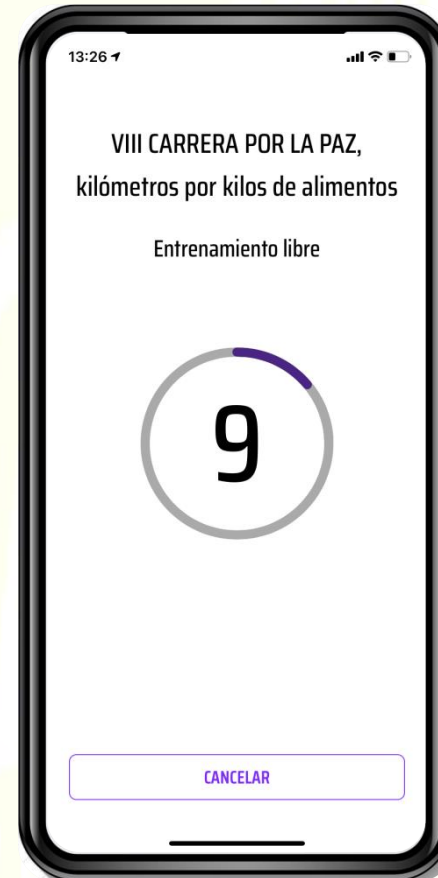 13:26
VIII CARRERA POR LA PAZ,
kilómetros por kilos de alimentos
Entrenamiento libre
9
CANCELAR